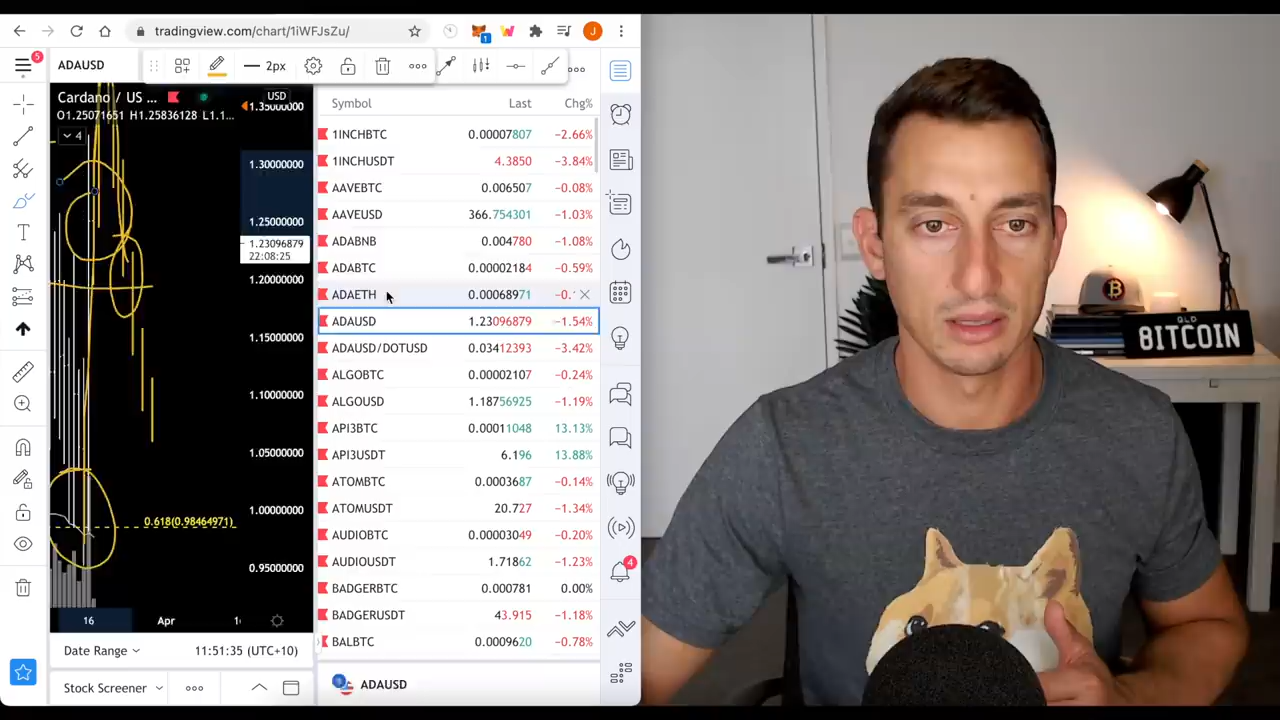 tradingview.com/chart/1iWFJsZu/
1
J
5
ADAUSD
2px
Cardano / US ...
O1.25071651 H1.25836128 L1.1...
4
USD
1.35000000
1.30000000
1.25000000
1.23096879
22:08:25
1.20000000
1.15000000
1.10000000
1.05000000
1.00000000
0.618(0.98464971)
0.95000000
16 Apr
Date Range 11:51:35 (UTC+10)
Stock Screener
Symbol Last Chg%
1INCHBTC 0.00007807 −2.66%
1INCHUSDT 4.3850 −3.84%
AAVEBTC 0.006507 −0.08%
AAVEUSD 366.754301 −1.03%
ADABNB 0.004780 −1.08%
ADABTC 0.00002184 −0.59%
ADAETH 0.00068971 −0.
ADAUSD 1.23096879 −1.54%
ADAUSD/DOTUSD 0.03412393 −3.42%
ALGOBTC 0.00002107 −0.24%
ALGOUSD 1.18756925 −1.19%
API3BTC 0.00011048 13.13%
API3USDT 6.196 13.88%
ATOMBTC 0.0003687 −0.14%
ATOMUSDT 20.727 −1.34%
AUDIOBTC 0.00003049 −0.20%
AUDIOUSDT 1.71862 −1.23%
BADGERBTC 0.000781 0.00%
BADGERUSDT 43.915 −1.18%
BALBTC 0.0009620 −0.78%
ADAUSD
4
QLD
BITCOIN